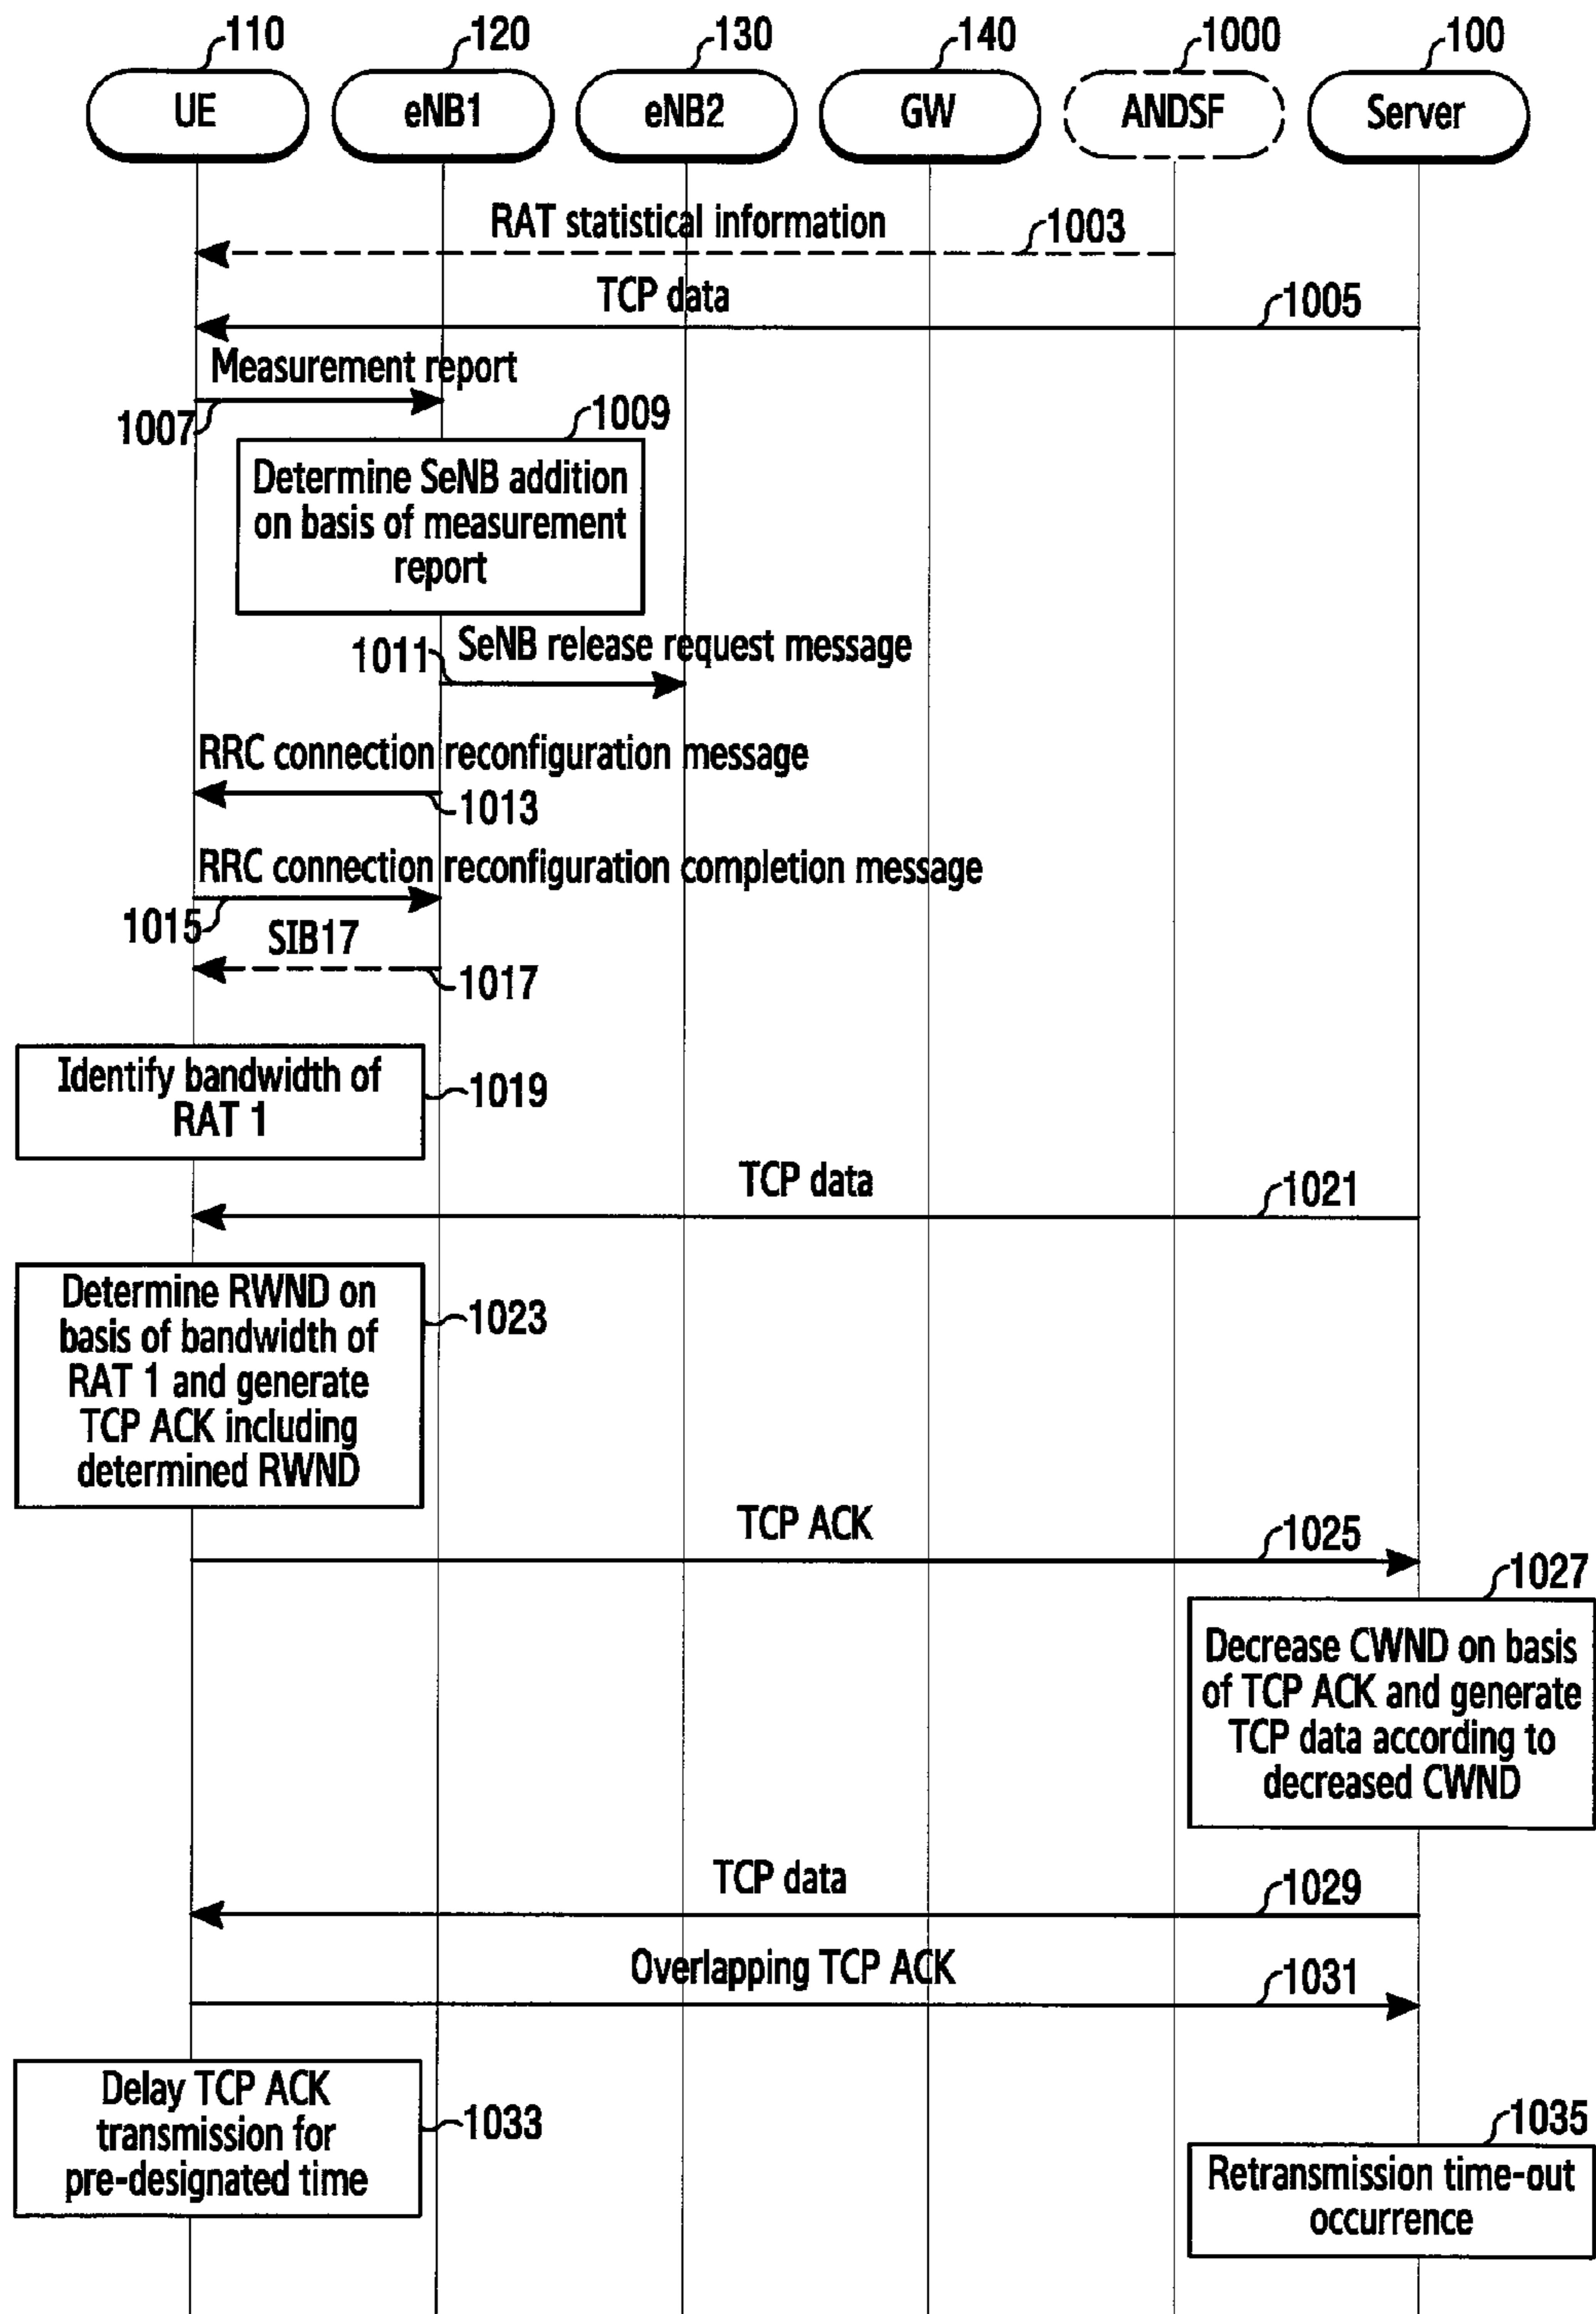 110
120
130
140
1000
100
UE
eNB1
eNB2
GW
ANDSF
Server
RAT statistical information
1003
TCP data
1005
Measurement report
1007
1009
Determine SeNB addition
on basis of measurement
report
1011
SeNB release request message
RRC connection reconfiguration message
1013
RRC connection reconfiguration completion message
1015
SIB17
1017
Identify bandwidth of
RAT 1
1019
TCP data
1021
Determine RWND on
basis of bandwidth of
RAT 1 and generate
TCP ACK including
determined RWND
1023
TCP ACK
1025
1027
Decrease CWND on basis
of TCP ACK and generate
TCP data according to
decreased CWND
TCP data
1029
Overlapping TCP ACK
1031
Delay TCP ACK
transmission for
pre-designated time
1033
1035
Retransmission time-out
occurrence